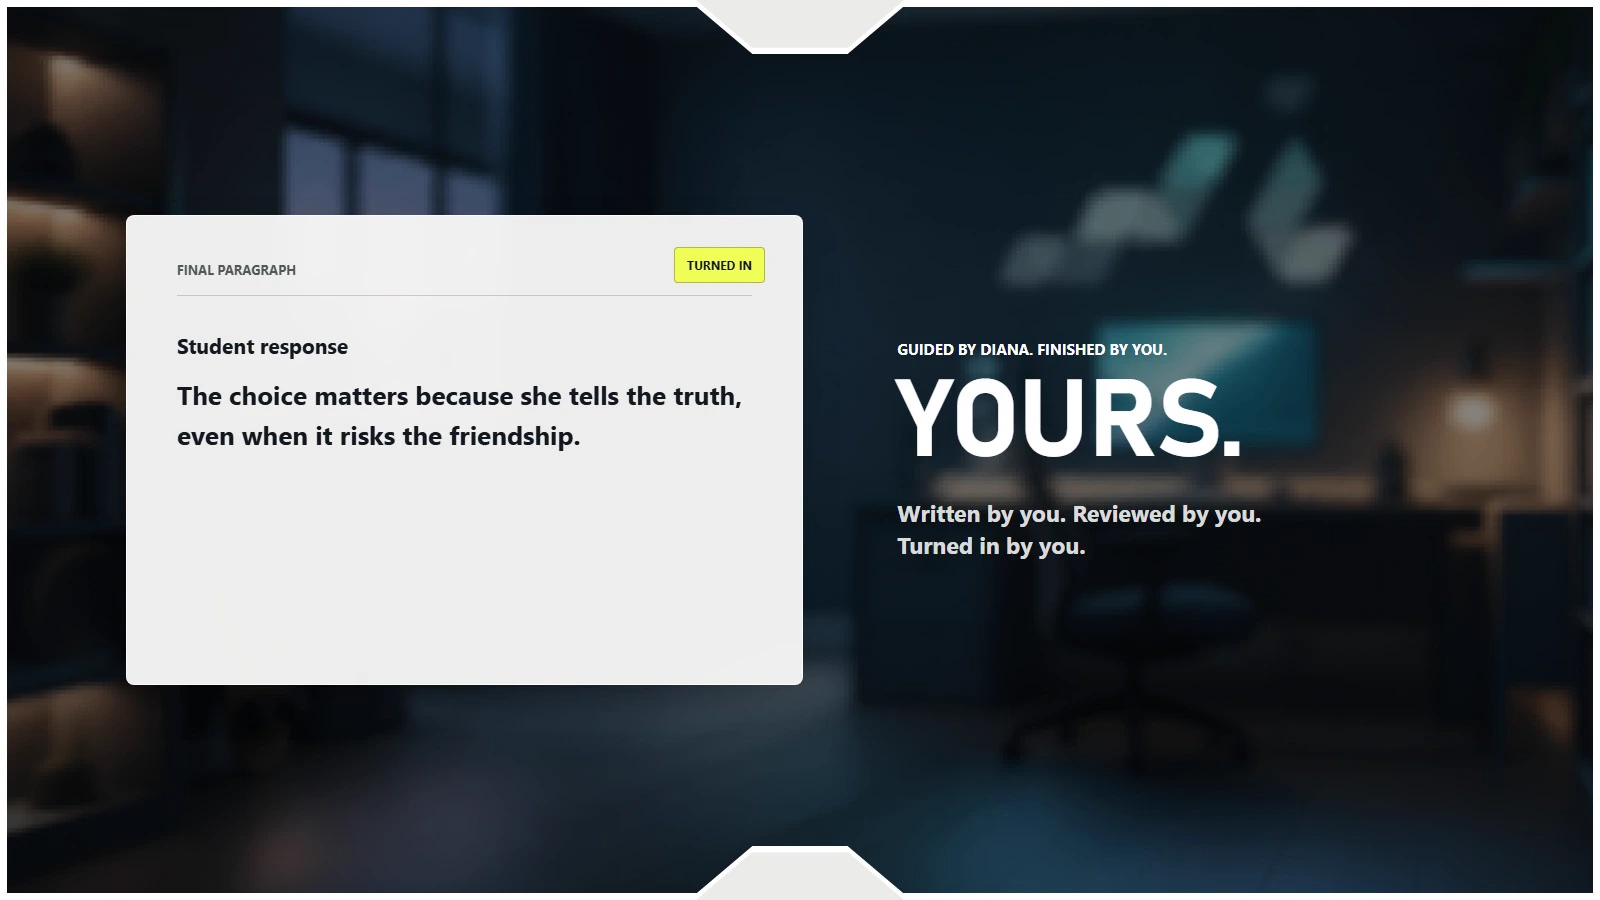 FINAL PARAGRAPH
TURNED IN
Student response
The choice matters because she tells the truth,
even when it risks the friendship.
GUIDED BY DIANA. FINISHED BY YOU.
YOURS.
Written by you. Reviewed by you.
Turned in by you.